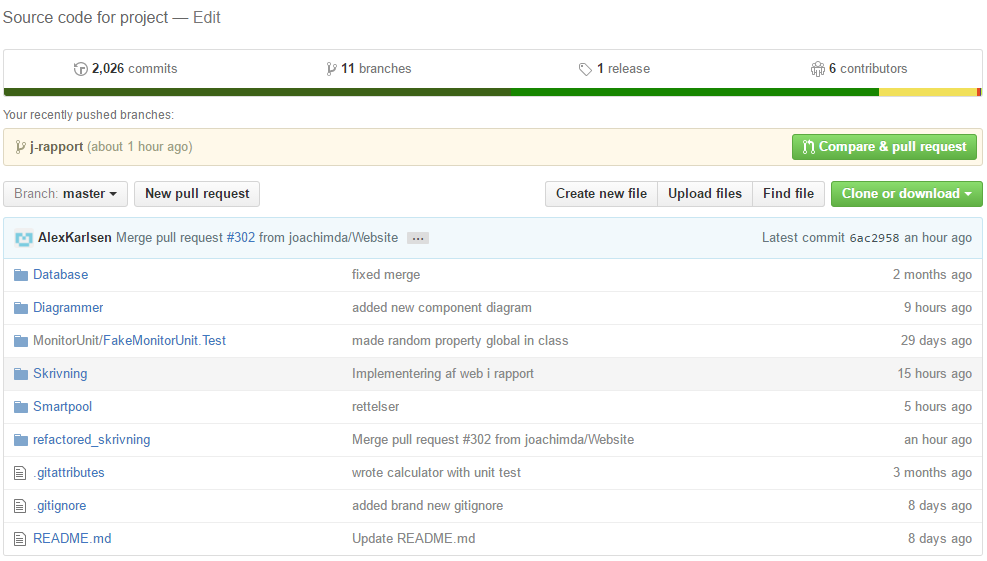 Source code for project — Edit
2,026 commits 11 branches 1 release 6 contributors
Your recently pushed branches:
j-rapport (about 1 hour ago) Compare & pull request
Branch: master New pull request Create new file Upload files Find file Clone or download
AlexKarlsen Merge pull request #302 from joachimda/Website ... Latest commit 6ac2958 an hour ago
Database fixed merge 2 months ago
Diagrammer added new component diagram 9 hours ago
MonitorUnit/FakeMonitorUnit.Test made random property global in class 29 days ago
Skrivning Implementering af web i rapport 15 hours ago
Smartpool rettelser 5 hours ago
refactored_skrivning Merge pull request #302 from joachimda/Website an hour ago
.gitattributes wrote calculator with unit test 3 months ago
.gitignore added brand new gitignore 8 days ago
README.md Update README.md 8 days ago